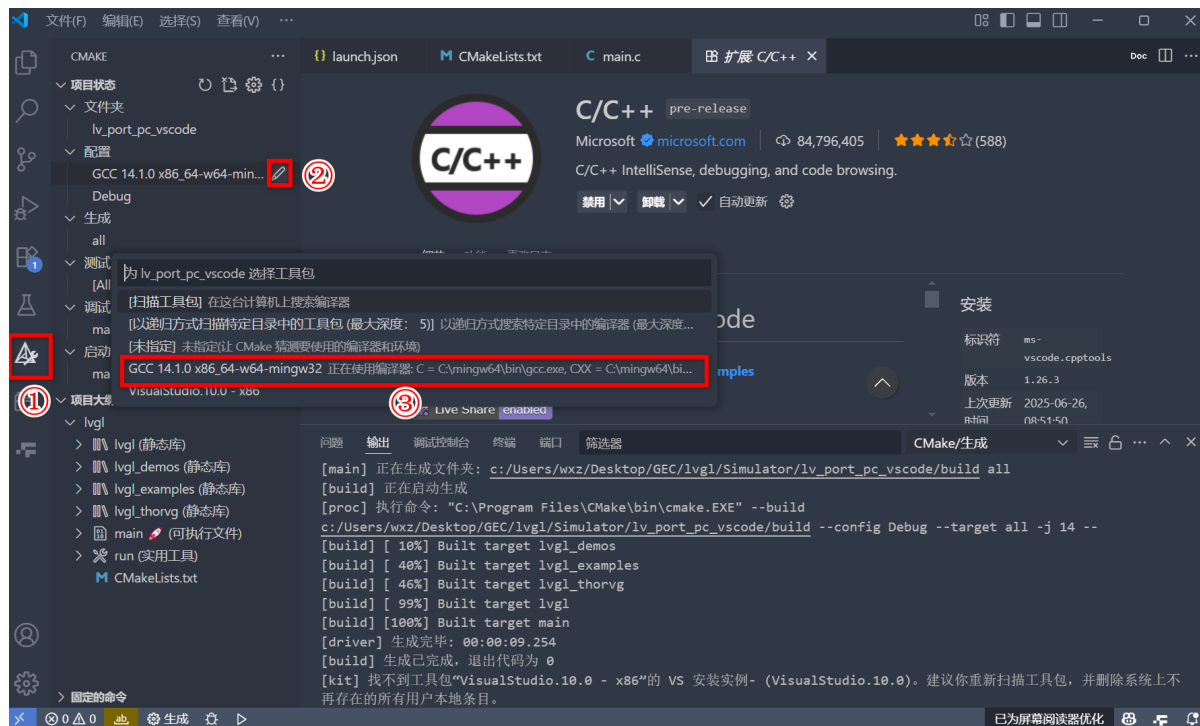 文件(F) 编辑(E) 选择(S) 查看(V) ···
CMAKE
项目状态
文件夹
lv_port_pc_vscode
配置
GCC 14.1.0 x86_64-w64-min...
②
Debug
生成
all
测试
[All
调试
ma
启动
ma
①
项目大纲
lvgl
lvgl (静态库)
lvgl_demos (静态库)
lvgl_examples (静态库)
lvgl_thorvg (静态库)
main 🚀 (可执行文件)
run (实用工具)
CMakeLists.txt
固定的命令
launch.json
CMakeLists.txt
main.c
扩展: C/C++
Doc
C/C++
C/C++ pre-release
Microsoft microsoft.com 84,796,405 (588)
C/C++ IntelliSense, debugging, and code browsing.
禁用 卸载 自动更新
为 lv_port_pc_vscode 选择工具包
[扫描工具包] 在这台计算机上搜索编译器
[以递归方式扫描特定目录中的工具包 (最大深度: 5)] 以递归方式搜索特定目录中的编译器 (最大深度...
[未指定] 未指定(让 CMake 猜测要使用的编译器和环境)
GCC 14.1.0 x86_64-w64-mingw32 正在使用编译器: C = C:\mingw64\bin\gcc.exe, CXX = C:\mingw64\bi...
VisualStudio.10.0 - x86
③
ode
mples
Live Share enabled
安装
标识符 ms-
vscode.cpptools
版本 1.26.3
上次更新 2025-06-26,
时间 08:51:50
问题 输出 调试控制台 终端 端口 筛选器 CMake/生成
[main] 正在生成文件夹: c:/Users/wxz/Desktop/GEC/lvgl/Simulator/lv_port_pc_vscode/build all
[build] 正在启动生成
[proc] 执行命令: "C:\Program Files\CMake\bin\cmake.EXE" --build
c:/Users/wxz/Desktop/GEC/lvgl/Simulator/lv_port_pc_vscode/build --config Debug --target all -j 14 --
[build] [ 10%] Built target lvgl_demos
[build] [ 40%] Built target lvgl_examples
[build] [ 46%] Built target lvgl_thorvg
[build] [ 99%] Built target lvgl
[build] [100%] Built target main
[driver] 生成完毕: 00:00:09.254
[build] 生成已完成，退出代码为 0
[kit] 找不到工具包“VisualStudio.10.0 - x86”的 VS 安装实例- (VisualStudio.10.0)。建议你重新扫描工具包，并删除系统上不
再存在的所有用户本地条目。
0 0 ab 生成 已为屏幕阅读器优化